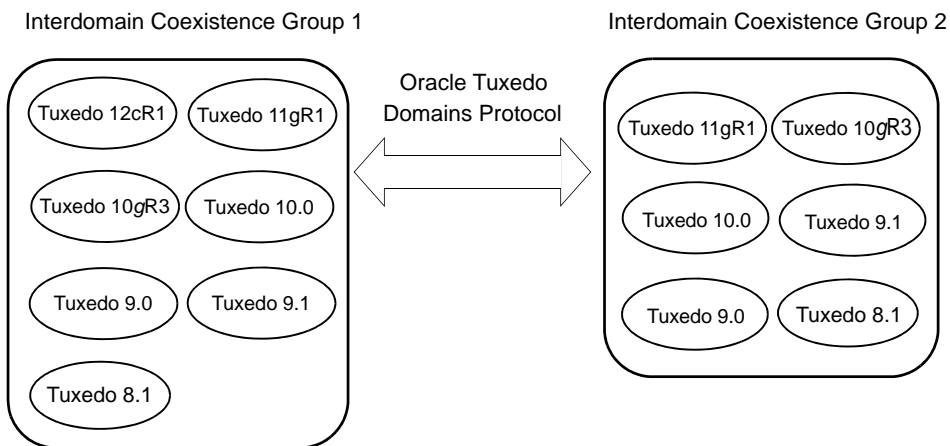 Interdomain Coexistence Group 1
Interdomain Coexistence Group 2
Oracle Tuxedo
Domains Protocol
Tuxedo 12cR1
Tuxedo 11gR1
Tuxedo 10gR3
Tuxedo 10.0
Tuxedo 9.0
Tuxedo 9.1
Tuxedo 8.1
Tuxedo 11gR1
Tuxedo 10gR3
Tuxedo 10.0
Tuxedo 9.1
Tuxedo 9.0
Tuxedo 8.1